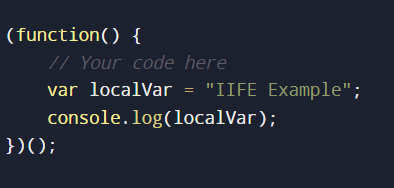 (function() {
    // Your code here
    var localVar = "IIFE Example";
    console.log(localVar);
})();